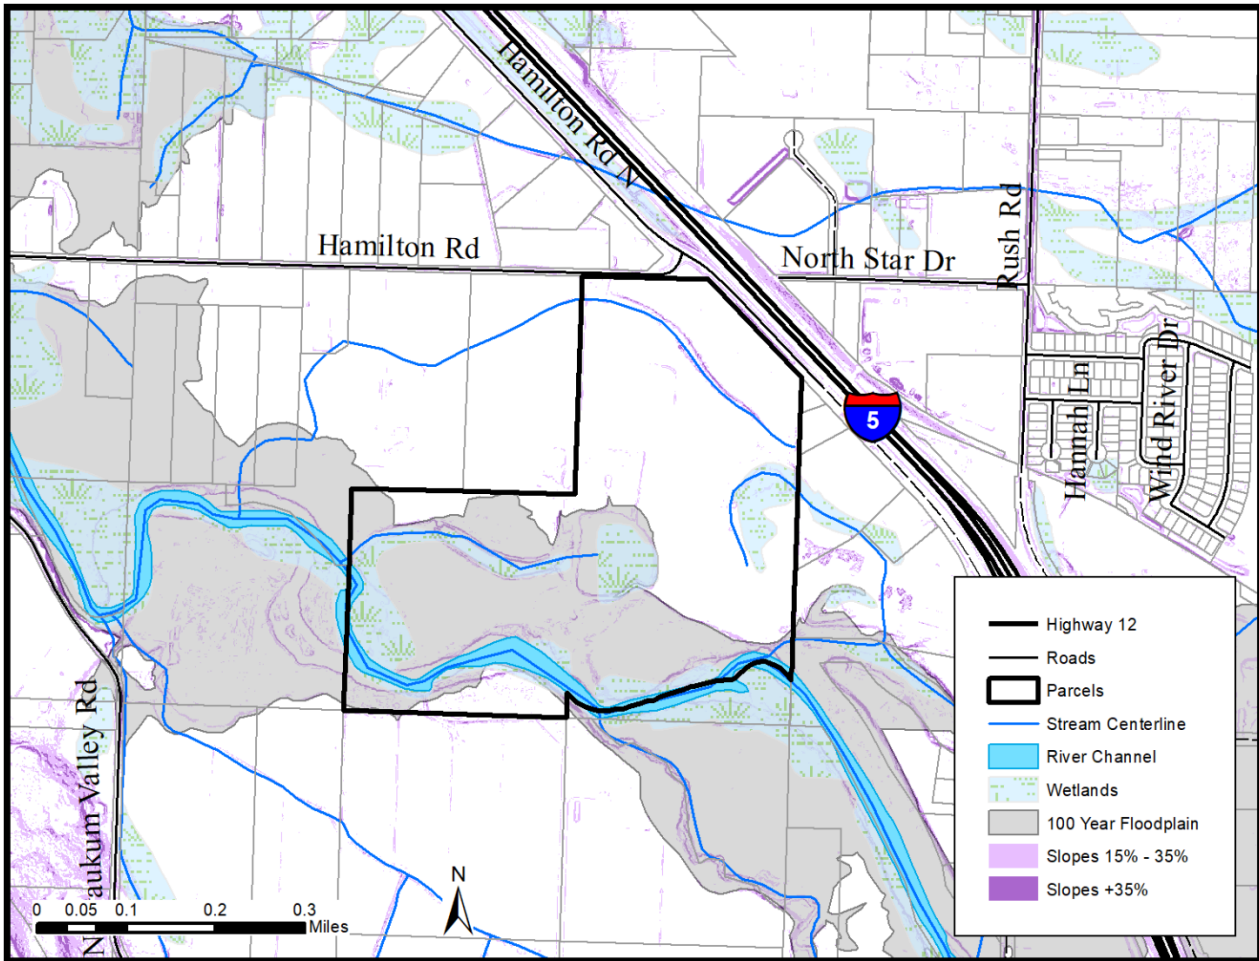 Hamilton Rd N
Hamilton Rd
North Star Dr
Rush Rd
5
Hannah Ln
Wind River Dr
N
aukum Valley Rd
Highway 12
Roads
Parcels
Stream Centerline
River Channel
Wetlands
100 Year Floodplain
Slopes 15% - 35%
Slopes +35%
N
0 0.05 0.1 0.2 0.3
Miles